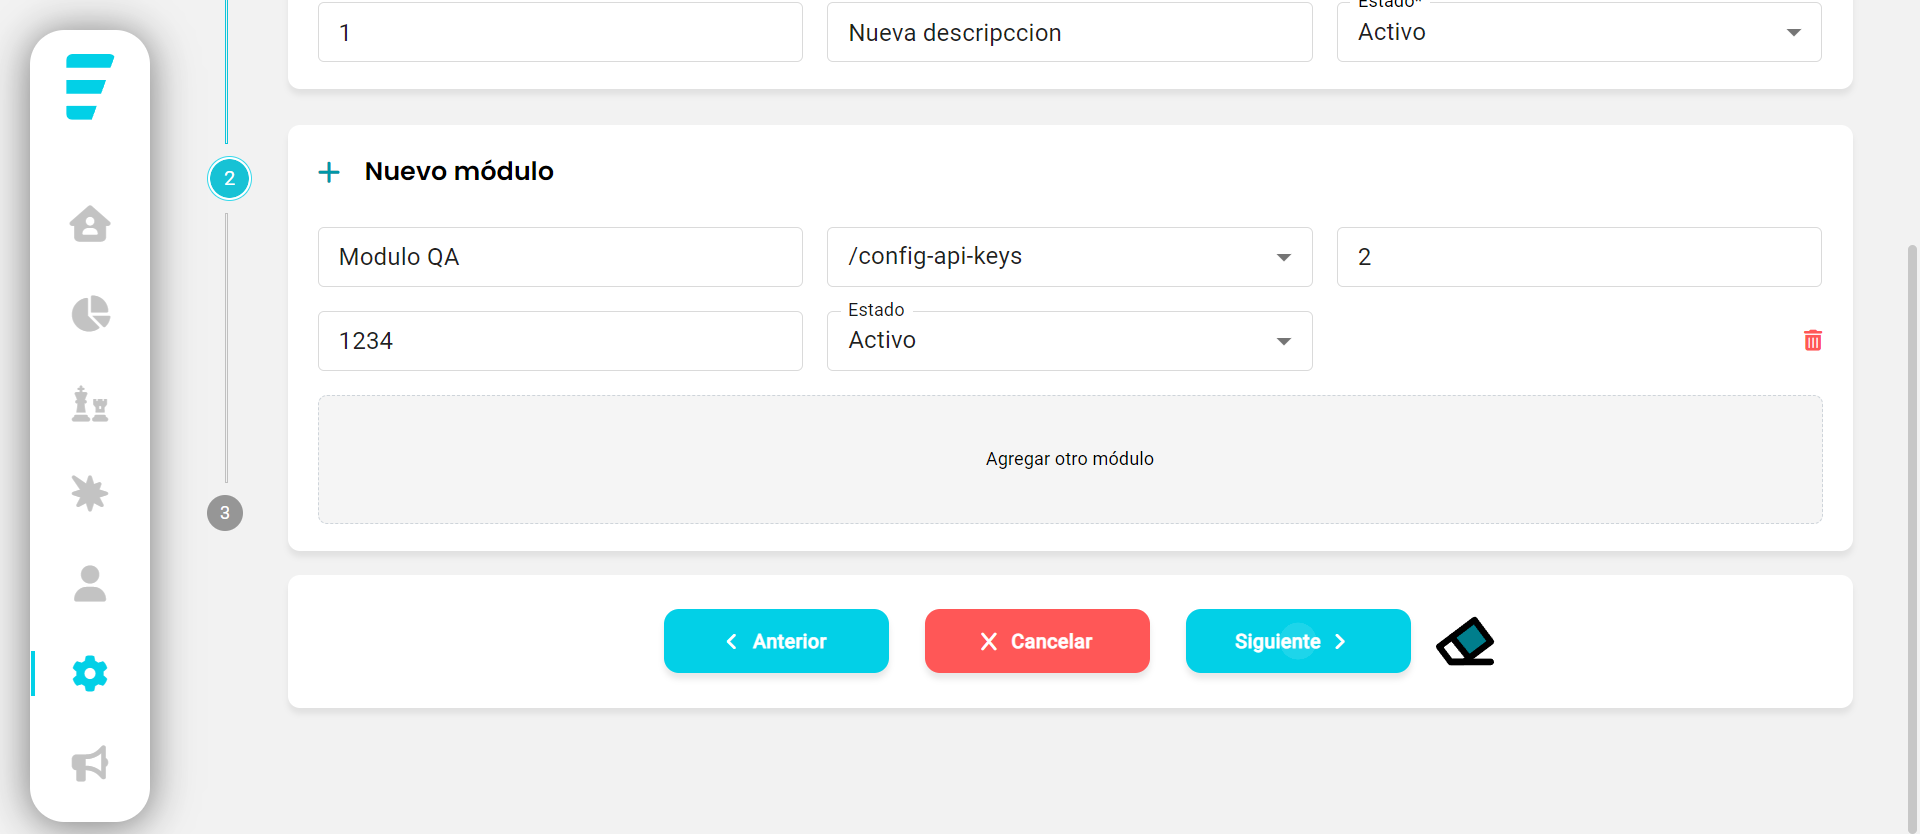 Estado*
1
Nueva descripccion
Activo
2
Nuevo módulo
Modulo QA
/config-api-keys
2
Estado
1234
Activo
Agregar otro módulo
3
Anterior
Cancelar
Siguiente